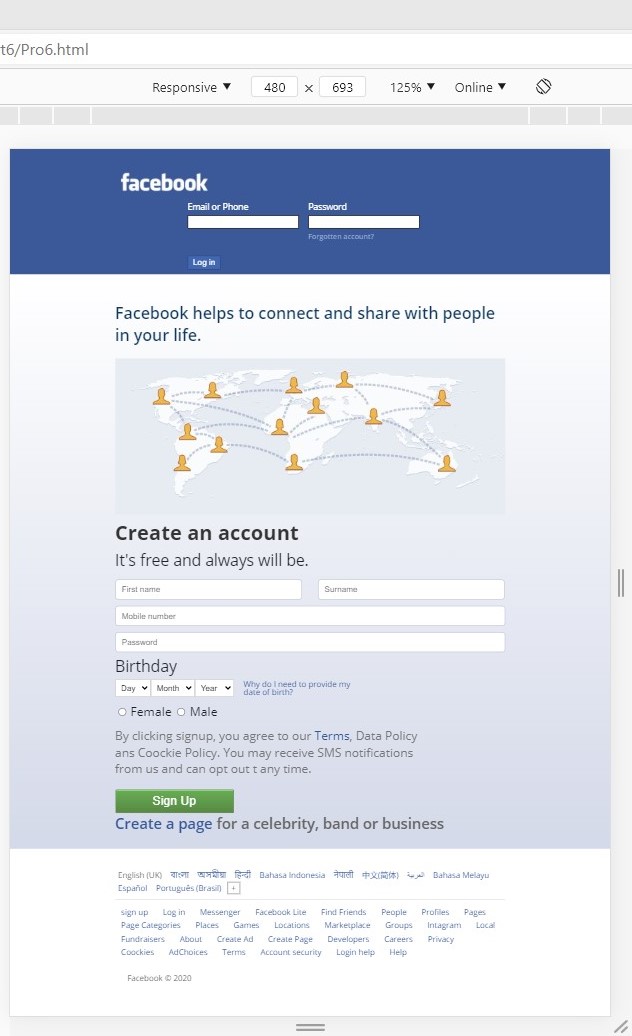 t6/Pro6.html
Responsive ▼ 480 × 693 125% ▼ Online ▼
facebook
Email or Phone Password
Forgotten account?
Log in
Facebook helps to connect and share with people
in your life.
Create an account
It's free and always will be.
First name Surname
Mobile number
Password
Birthday
Day Month Year Why do I need to provide my
date of birth?
Female Male
By clicking signup, you agree to our Terms, Data Policy
ans Coockie Policy. You may receive SMS notifications
from us and can opt out t any time.
Sign Up
Create a page for a celebrity, band or business
English (UK) বাংলা অসমীয়া हिन्दी Bahasa Indonesia नेपाली 中文(简体) العربية Bahasa Melayu
Español Português (Brasil) +
sign up Log in Messenger Facebook Lite Find Friends People Profiles Pages
Page Categories Places Games Locations Marketplace Groups Intagram Local
Fundraisers About Create Ad Create Page Developers Careers Privacy
Coockies AdChoices Terms Account security Login help Help
Facebook © 2020